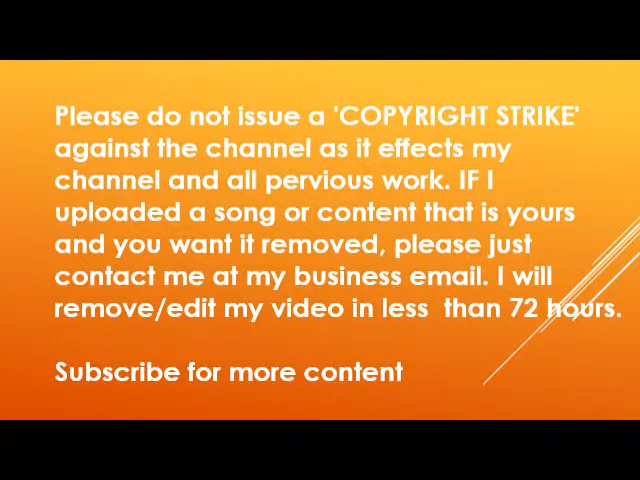 Please do not issue a 'COPYRIGHT STRIKE'
against the channel as it effects my
channel and all pervious work. IF I
uploaded a song or content that is yours
and you want it removed, please just
contact me at my business email. I will
remove/edit my video in less  than 72 hours.
Subscribe for more content